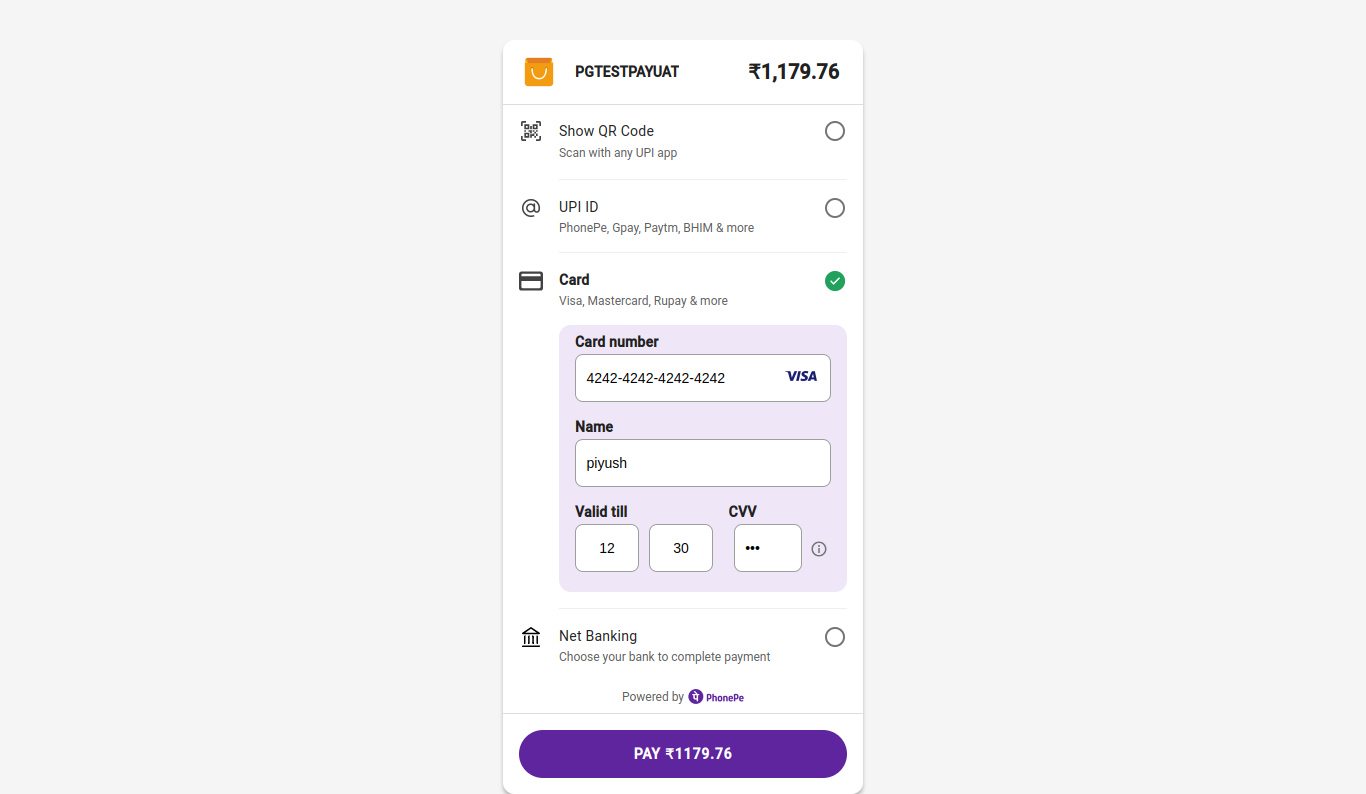 PGTESTPAYUAT ₹1,179.76
Show QR Code
Scan with any UPI app
UPI ID
PhonePe, Gpay, Paytm, BHIM & more
Card
Visa, Mastercard, Rupay & more
Card number
4242-4242-4242-4242 VISA
Name
piyush
Valid till CVV
12 30 •••
Net Banking
Choose your bank to complete payment
Powered by पे PhonePe
PAY ₹1179.76